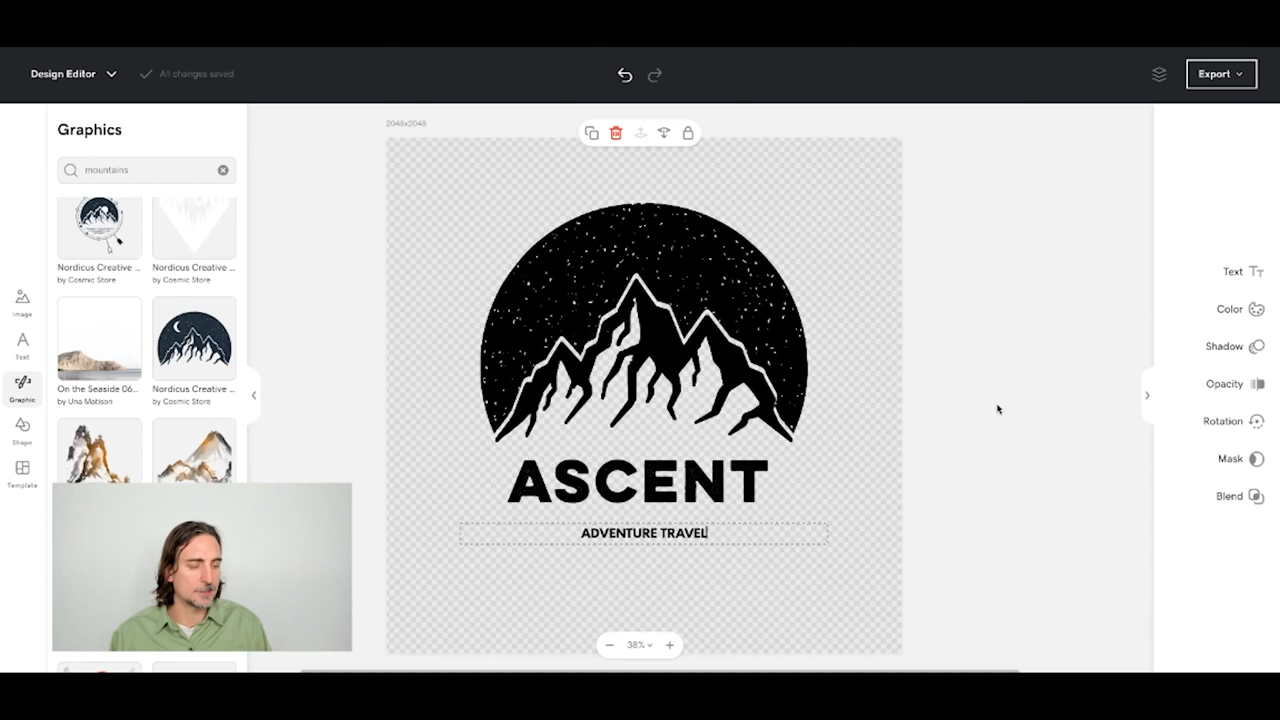 Design Editor
All changes saved
Export
Graphics
mountains
2048x2048
Nordicus Creative ...
by Cosmic Store
Nordicus Creative ...
by Cosmic Store
On the Seaside 06...
by Una Matison
Nordicus Creative ...
by Cosmic Store
Image
Text
Graphic
Shape
Template
ASCENT
ADVENTURE TRAVEL
38%
Text
Color
Shadow
Opacity
Rotation
Mask
Blend